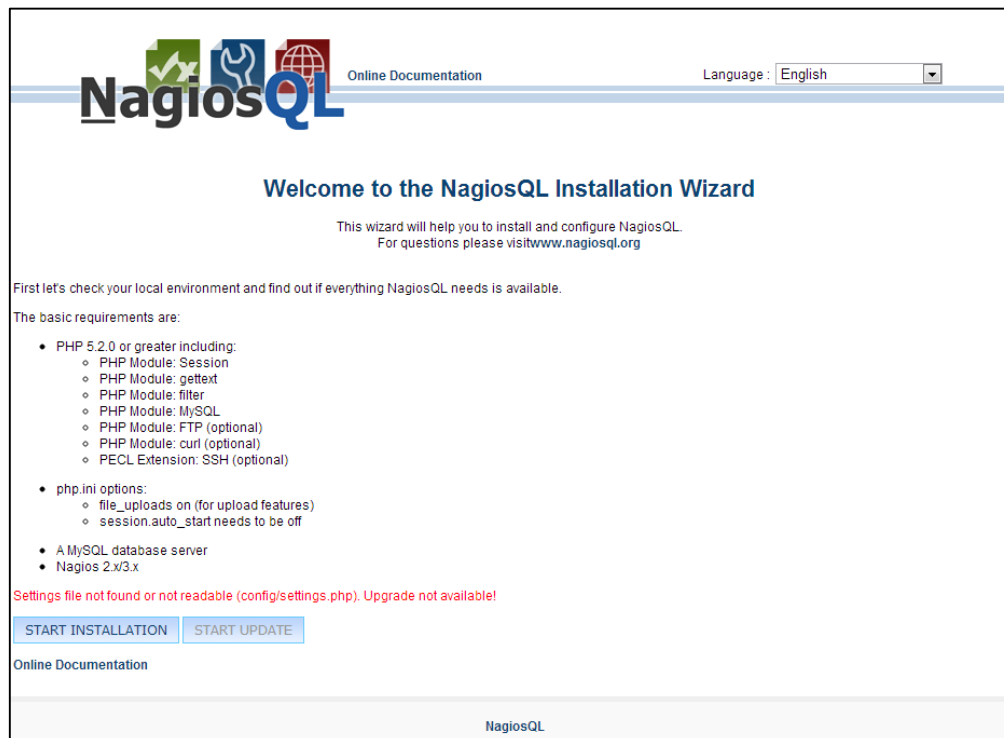 NagiosQL
Online Documentation
Language : English
Welcome to the NagiosQL Installation Wizard
This wizard will help you to install and configure NagiosQL.
For questions please visitwww.nagiosql.org
First let's check your local environment and find out if everything NagiosQL needs is available.
The basic requirements are:
PHP 5.2.0 or greater including:
PHP Module: Session
PHP Module: gettext
PHP Module: filter
PHP Module: MySQL
PHP Module: FTP (optional)
PHP Module: curl (optional)
PECL Extension: SSH (optional)
php.ini options:
file_uploads on (for upload features)
session.auto_start needs to be off
A MySQL database server
Nagios 2.x/3.x
Settings file not found or not readable (config/settings.php). Upgrade not available!
START INSTALLATION START UPDATE
Online Documentation
NagiosQL